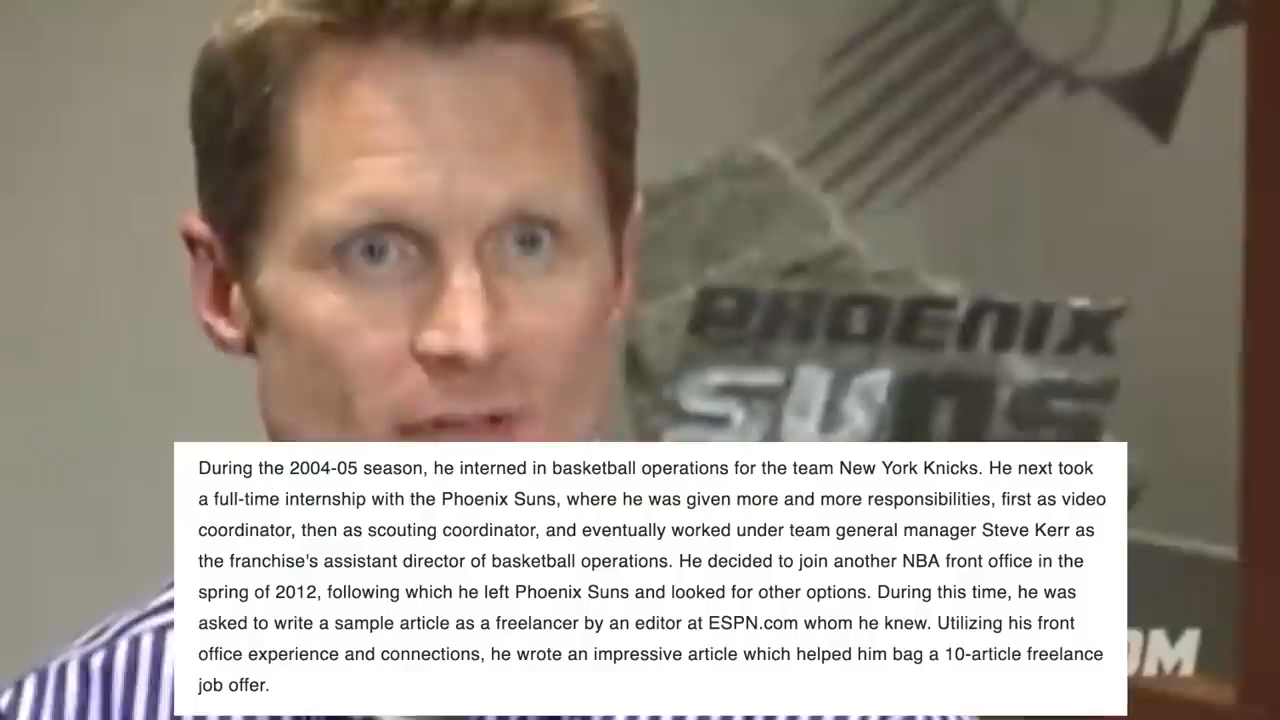 PHOENIX
SUNS
During the 2004-05 season, he interned in basketball operations for the team New York Knicks. He next took
a full-time internship with the Phoenix Suns, where he was given more and more responsibilities, first as video
coordinator, then as scouting coordinator, and eventually worked under team general manager Steve Kerr as
the franchise's assistant director of basketball operations. He decided to join another NBA front office in the
spring of 2012, following which he left Phoenix Suns and looked for other options. During this time, he was
asked to write a sample article as a freelancer by an editor at ESPN.com whom he knew. Utilizing his front
office experience and connections, he wrote an impressive article which helped him bag a 10-article freelance
job offer.